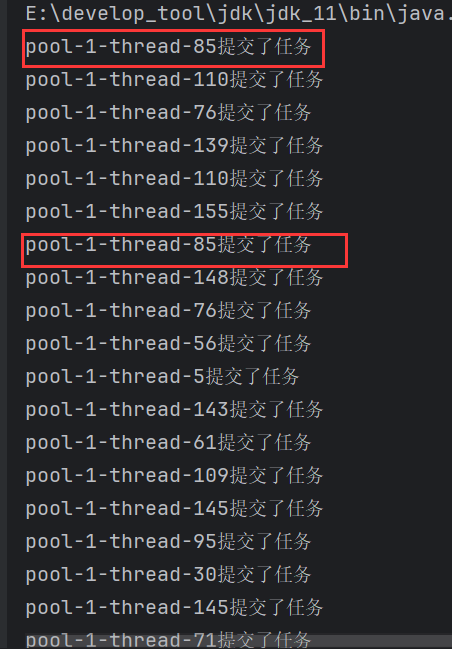 E:\develop_tool\jdk\jdk_11\bin\java.
pool-1-thread-85提交了任务
pool-1-thread-110提交了任务
pool-1-thread-76提交了任务
pool-1-thread-139提交了任务
pool-1-thread-110提交了任务
pool-1-thread-155提交了任务
pool-1-thread-85提交了任务
pool-1-thread-148提交了任务
pool-1-thread-76提交了任务
pool-1-thread-56提交了任务
pool-1-thread-5提交了任务
pool-1-thread-143提交了任务
pool-1-thread-61提交了任务
pool-1-thread-109提交了任务
pool-1-thread-145提交了任务
pool-1-thread-95提交了任务
pool-1-thread-30提交了任务
pool-1-thread-145提交了任务
pool-1-thread-71提交了任务